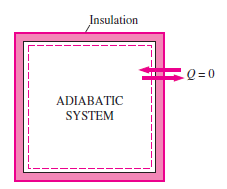 Insulation
Q = 0
ADIABATIC
SYSTEM